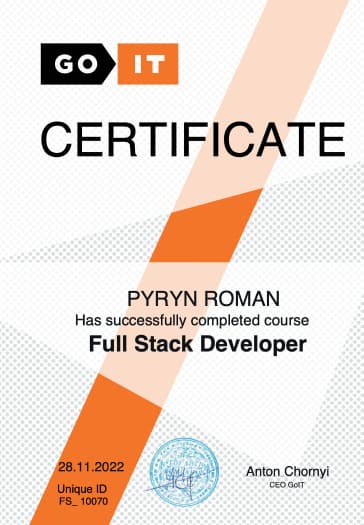 GO IT
CERTIFICATE
PYRYN ROMAN
Has successfully completed course
Full Stack Developer
28.11.2022
Unique ID
FS_ 10070
Anton Chornyi
CEO GoIT